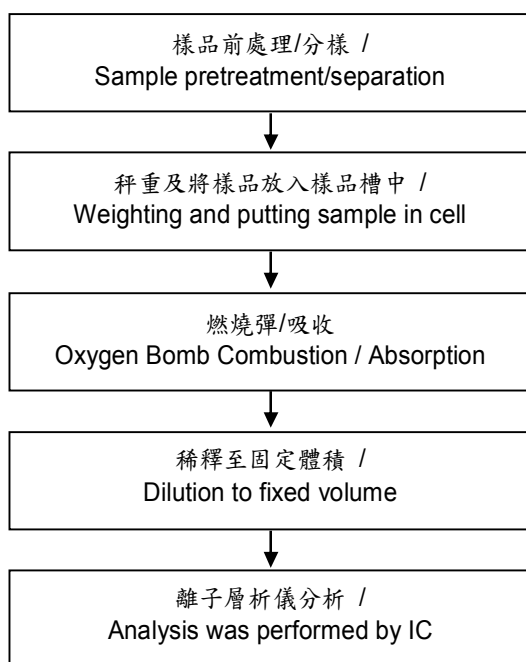 樣品前處理/分樣 /
Sample pretreatment/separation
秤重及將樣品放入樣品槽中 /
Weighting and putting sample in cell
燃燒彈/吸收
Oxygen Bomb Combustion / Absorption
稀釋至固定體積 /
Dilution to fixed volume
離子層析儀分析 /
Analysis was performed by IC